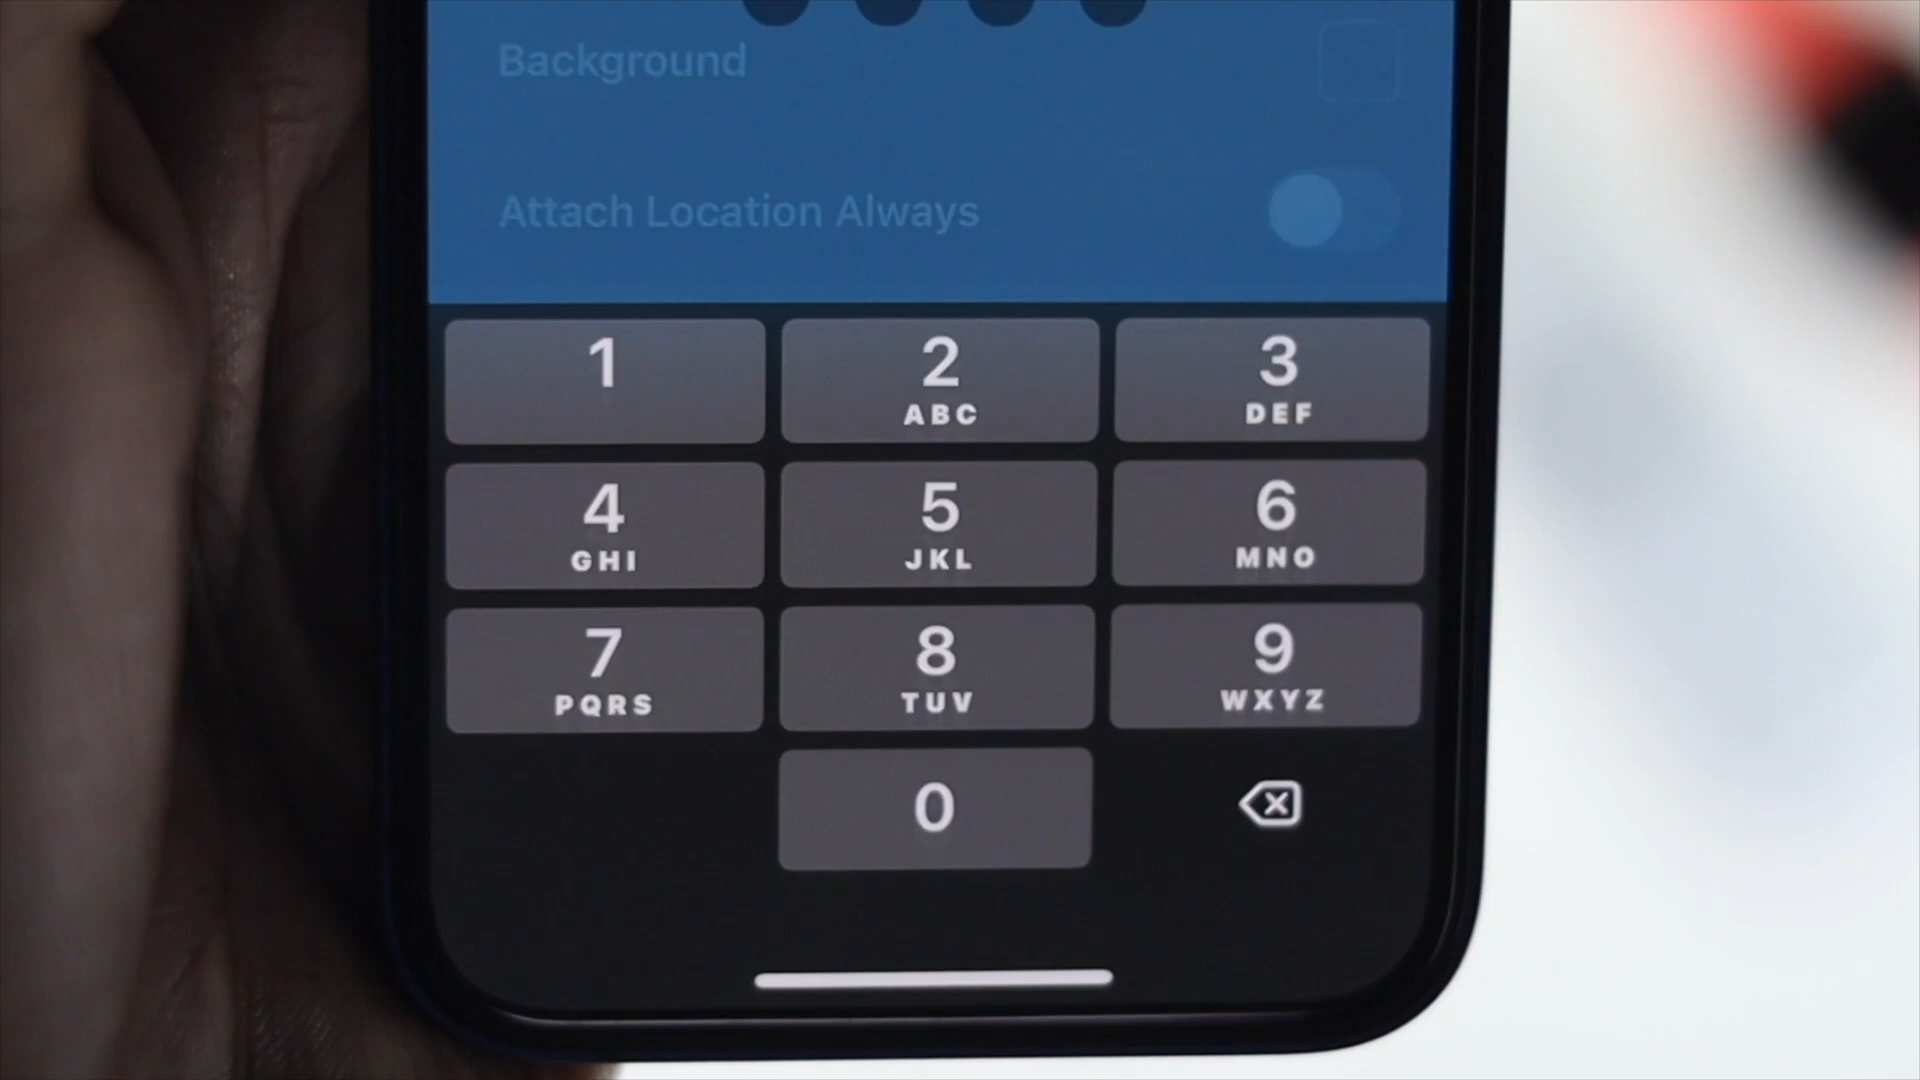 Background
Attach Location Always
1 2 3
ABC DEF
4 5 6
GHI JKL MNO
7 8 9
PQRS TUV WXYZ
0